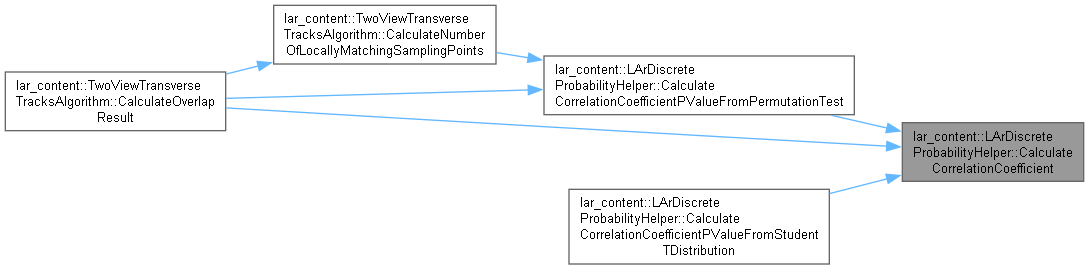 lar_content::TwoViewTransverse
TracksAlgorithm::CalculateNumber
OfLocallyMatchingSamplingPoints
lar_content::TwoViewTransverse
TracksAlgorithm::CalculateOverlap
Result
lar_content::LArDiscrete
ProbabilityHelper::Calculate
CorrelationCoefficientPValueFromPermutationTest
lar_content::LArDiscrete
ProbabilityHelper::Calculate
CorrelationCoefficient
lar_content::LArDiscrete
ProbabilityHelper::Calculate
CorrelationCoefficientPValueFromStudent
TDistribution